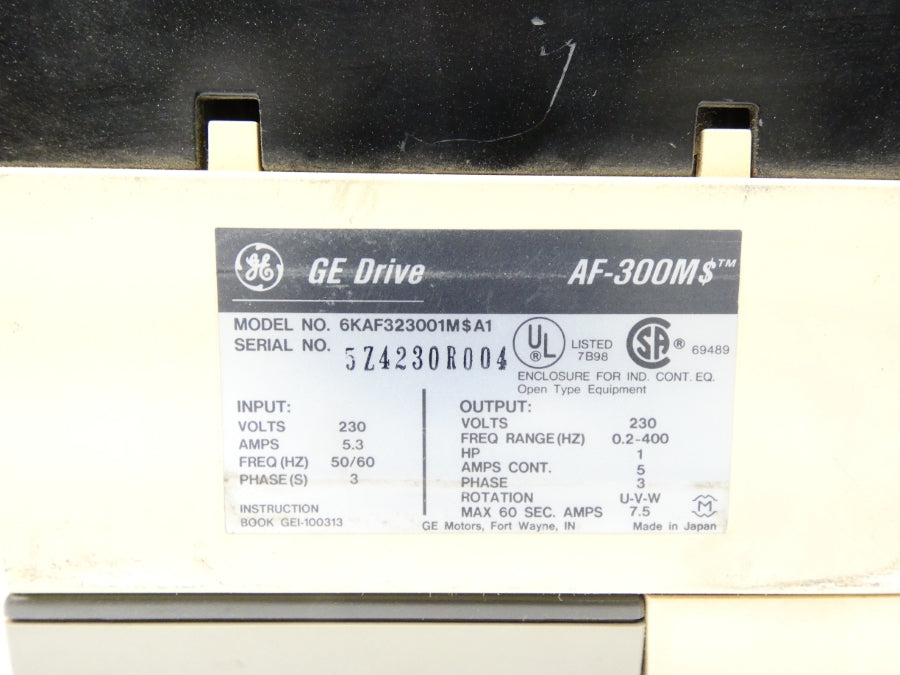 GE GE Drive AF-300M$™
MODEL NO. 6KAF323001M$A1
SERIAL NO. 5Z4230R004
UL ® LISTED 7B98
SA ® 69489
ENCLOSURE FOR IND. CONT. EQ.
Open Type Equipment
INPUT:
VOLTS 230
AMPS 5.3
FREQ (HZ) 50/60
PHASE (S) 3
INSTRUCTION
BOOK GEI-100313
OUTPUT:
VOLTS 230
FREQ RANGE (HZ) 0.2-400
HP 1
AMPS CONT. 5
PHASE 3
ROTATION U-V-W
MAX 60 SEC. AMPS 7.5
GE Motors, Fort Wayne, IN Made in Japan